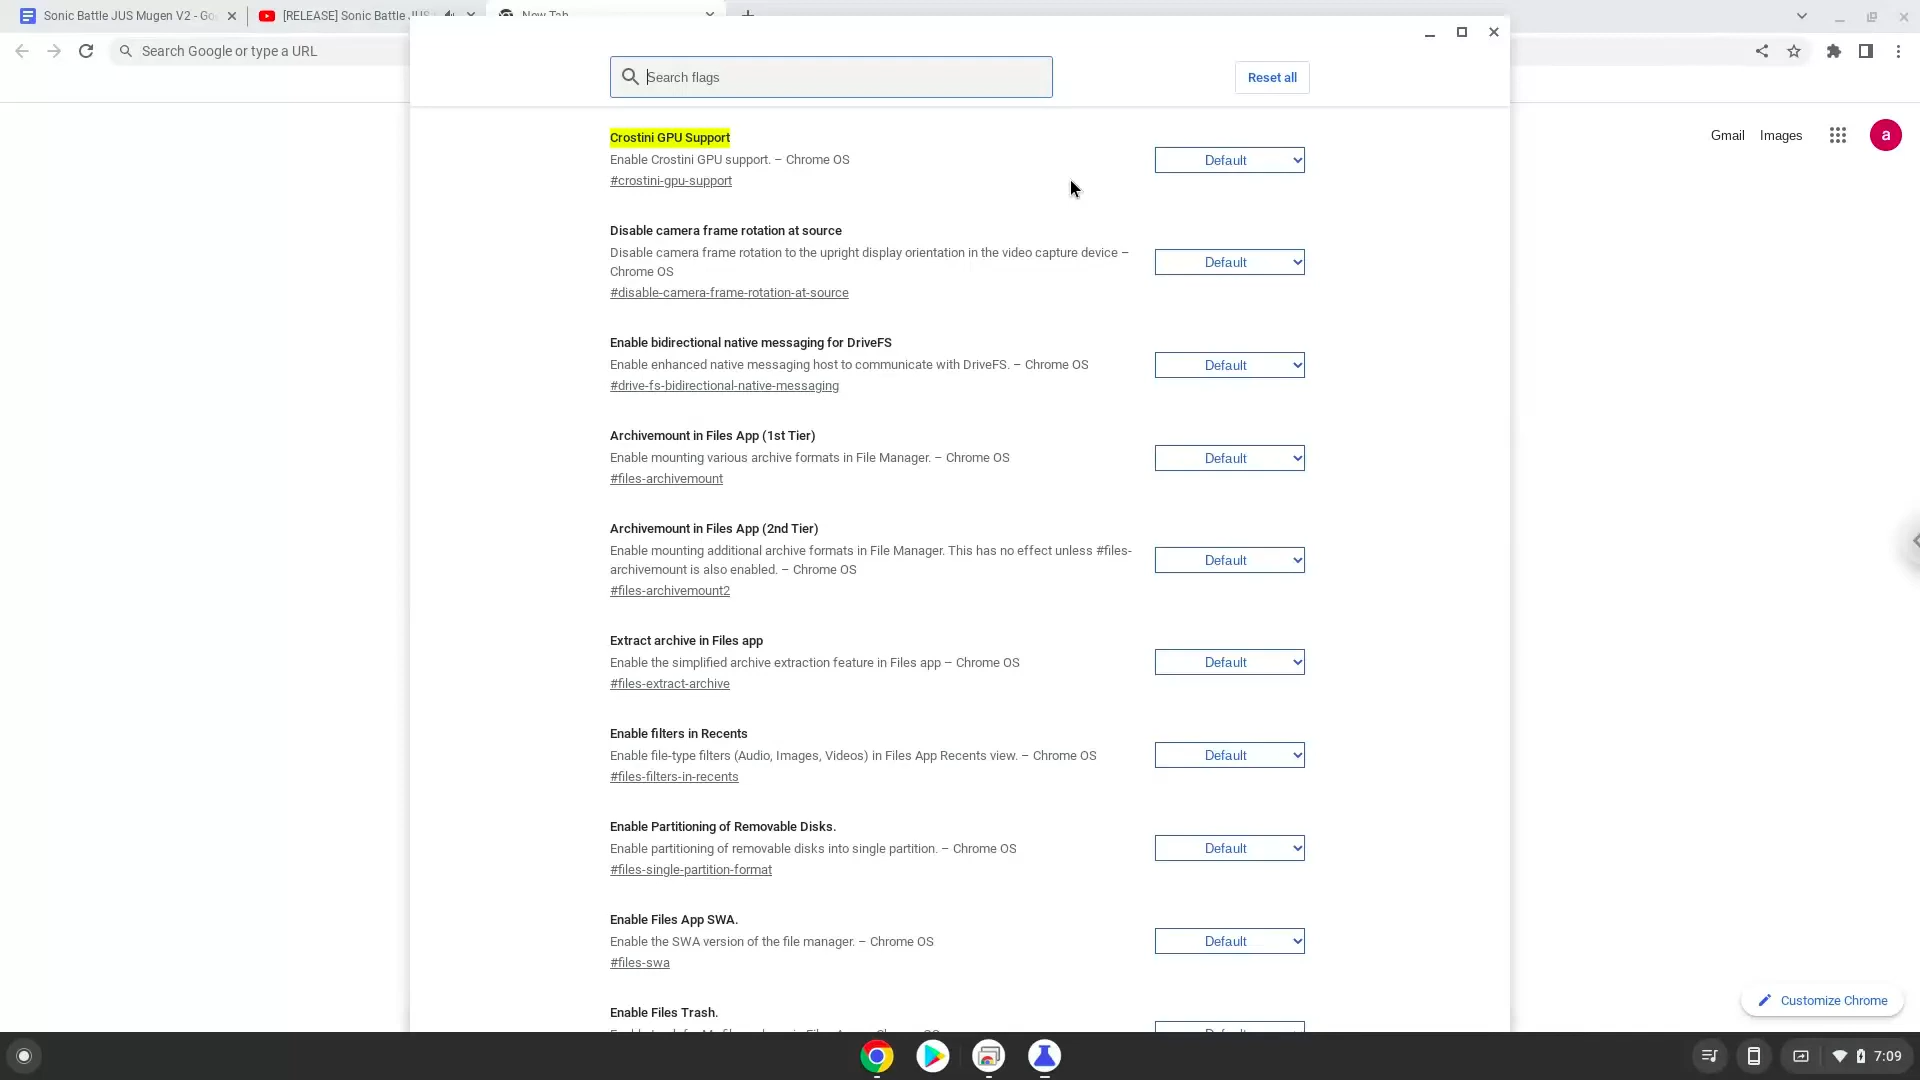 Sonic Battle JUS Mugen V2 - Go
[RELEASE] Sonic Battle JUS
New Tab
Search Google or type a URL
Search flags
Reset all
Gmail
Images
a
Crostini GPU Support
Enable Crostini GPU support. – Chrome OS
#crostini-gpu-support
Default
Disable camera frame rotation at source
Disable camera frame rotation to the upright display orientation in the video capture device –
Chrome OS
#disable-camera-frame-rotation-at-source
Default
Enable bidirectional native messaging for DriveFS
Enable enhanced native messaging host to communicate with DriveFS. – Chrome OS
#drive-fs-bidirectional-native-messaging
Default
Archivemount in Files App (1st Tier)
Enable mounting various archive formats in File Manager. – Chrome OS
#files-archivemount
Default
Archivemount in Files App (2nd Tier)
Enable mounting additional archive formats in File Manager. This has no effect unless #files-
archivemount is also enabled. – Chrome OS
#files-archivemount2
Default
Extract archive in Files app
Enable the simplified archive extraction feature in Files app – Chrome OS
#files-extract-archive
Default
Enable filters in Recents
Enable file-type filters (Audio, Images, Videos) in Files App Recents view. – Chrome OS
#files-filters-in-recents
Default
Enable Partitioning of Removable Disks.
Enable partitioning of removable disks into single partition. – Chrome OS
#files-single-partition-format
Default
Enable Files App SWA.
Enable the SWA version of the file manager. – Chrome OS
#files-swa
Default
Enable Files Trash.
Customize Chrome
7:09